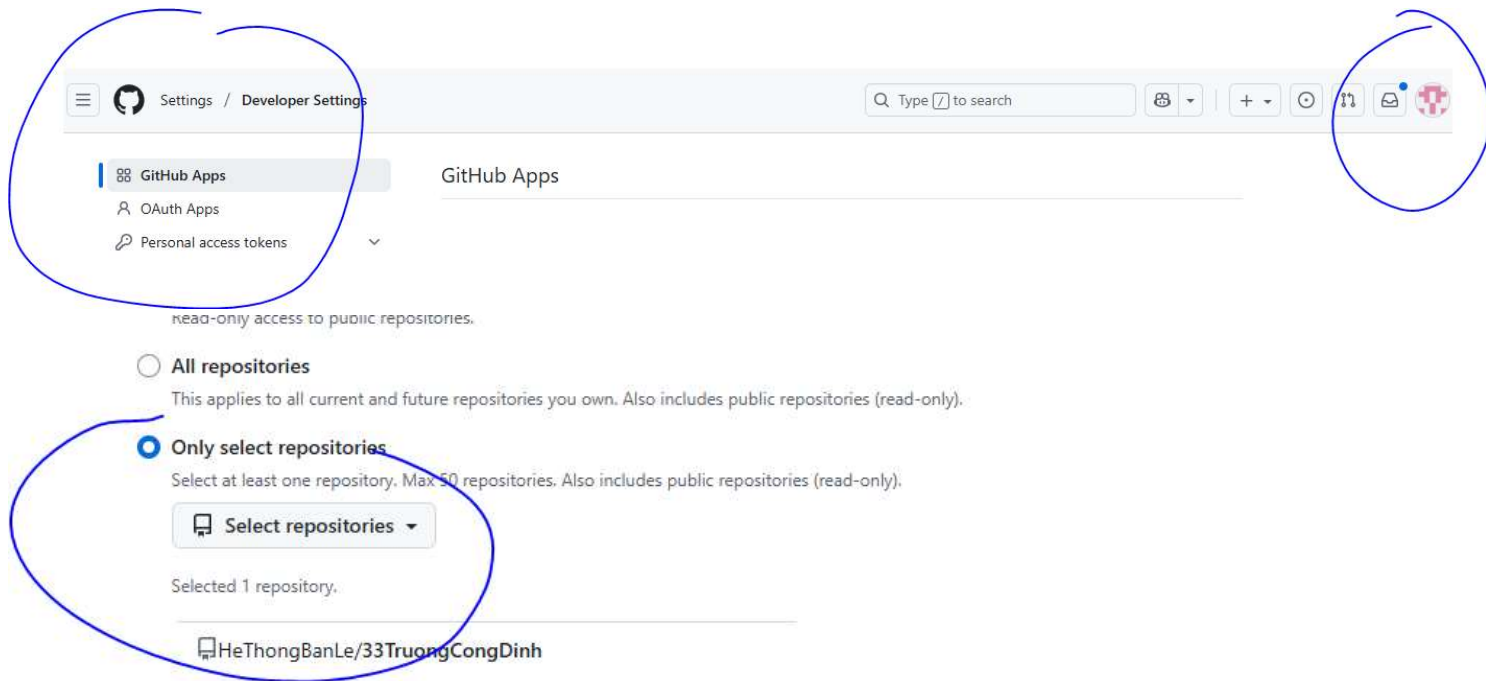 Settings / Developer Settings
Type / to search
GitHub Apps
GitHub Apps
OAuth Apps
Personal access tokens
Read-only access to public repositories.
All repositories
This applies to all current and future repositories you own. Also includes public repositories (read-only).
Only select repositories
Select at least one repository. Max 50 repositories. Also includes public repositories (read-only).
Select repositories
Selected 1 repository.
HeThongBanLe/33TruongCongDinh